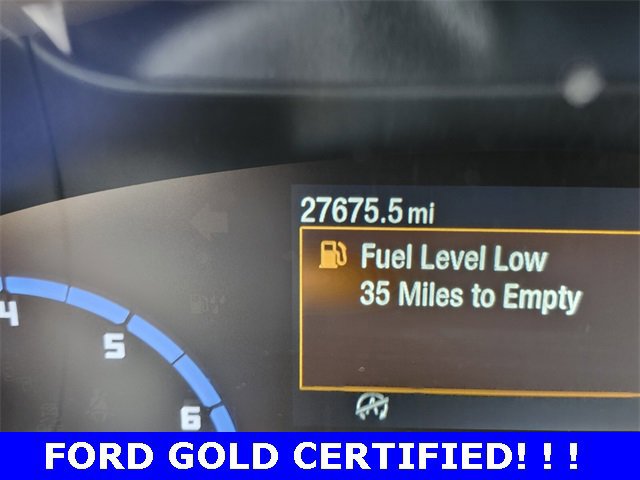 27675.5 mi
Fuel Level Low
35 Miles to Empty
4
5
6
A
FORD GOLD CERTIFIED! ! !